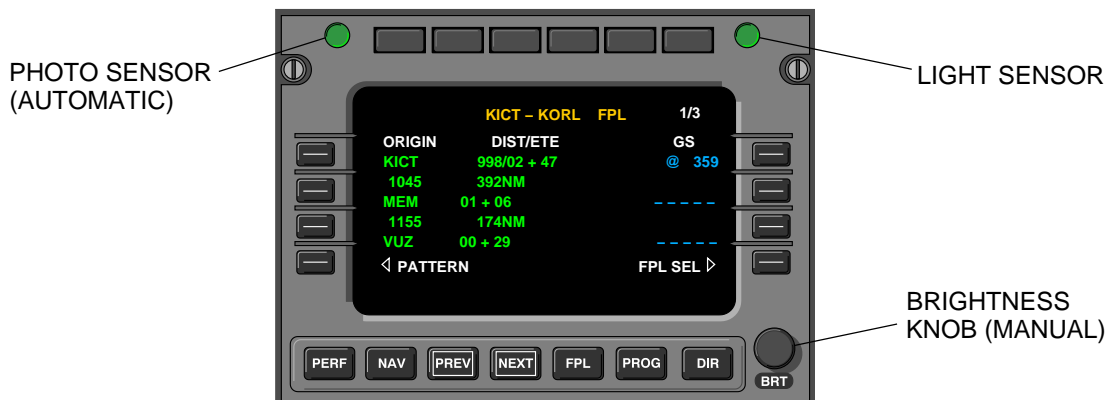 PHOTO SENSOR
(AUTOMATIC)
LIGHT SENSOR
KICT – KORL FPL 1/3
ORIGIN DIST/ETE GS
KICT 998/02 + 47 @ 359
1045 392NM
MEM 01 + 06 – – – – –
1155 174NM
VUZ 00 + 29 – – – – –
PATTERN FPL SEL
BRIGHTNESS
KNOB (MANUAL)
PERF NAV PREV NEXT FPL PROG DIR
BRT